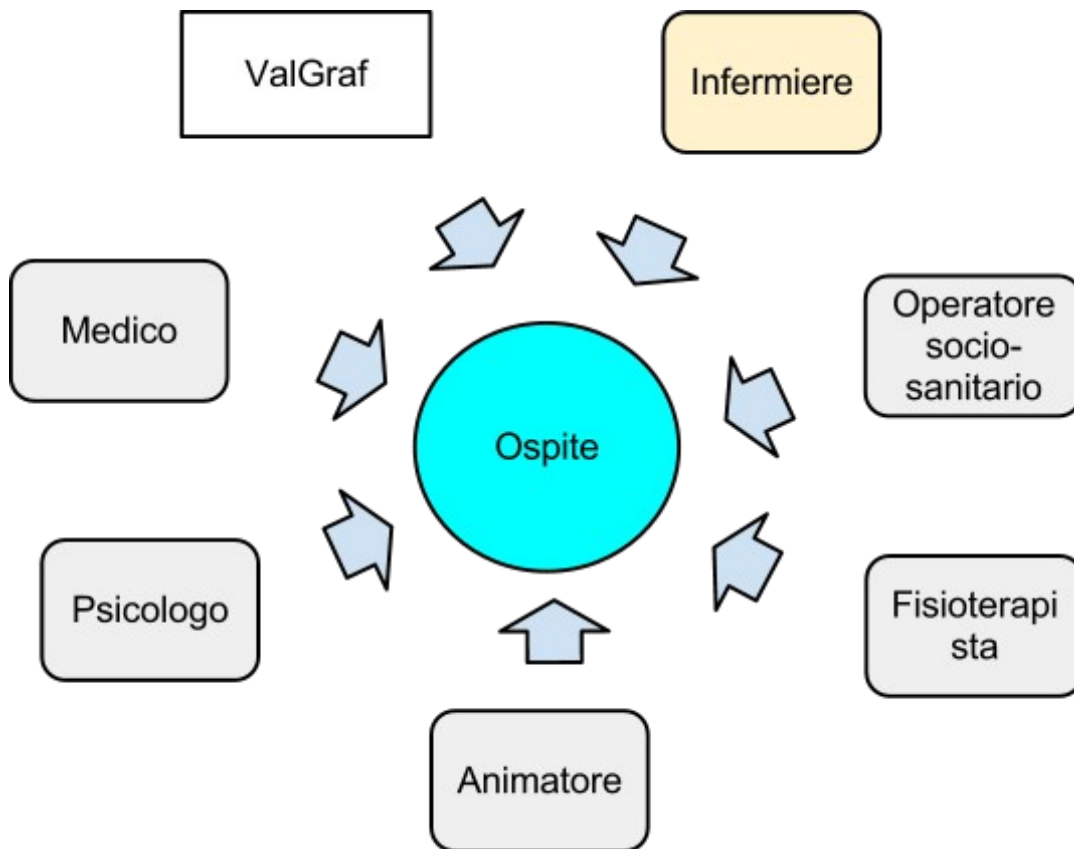 ValGraf
Infermiere
Medico
Operatore
socio-
sanitario
Ospite
Psicologo
Fisioterapi
sta
Animatore